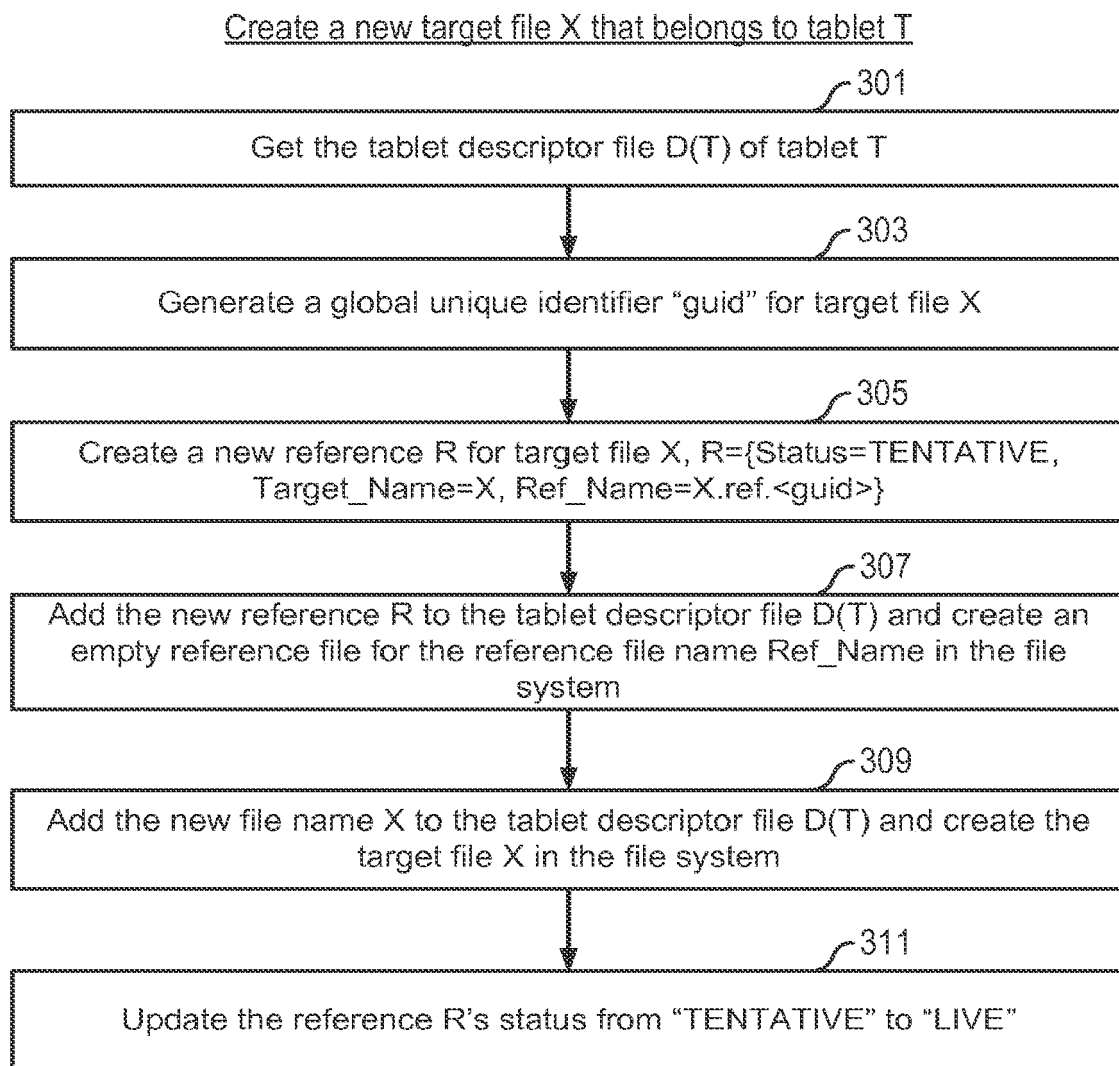 Create a new target file X that belongs to tablet T
301
Get the tablet descriptor file D(T) of tablet T
303
Generate a global unique identifier “guid” for target file X
305
Create a new reference R for target file X, R={Status=TENTATIVE,
Target_Name=X, Ref_Name=X.ref.<guid>}
307
Add the new reference R to the tablet descriptor file D(T) and create an
empty reference file for the reference file name Ref_Name in the file
system
309
Add the new file name X to the tablet descriptor file D(T) and create the
target file X in the file system
311
Update the reference R’s status from “TENTATIVE” to “LIVE”